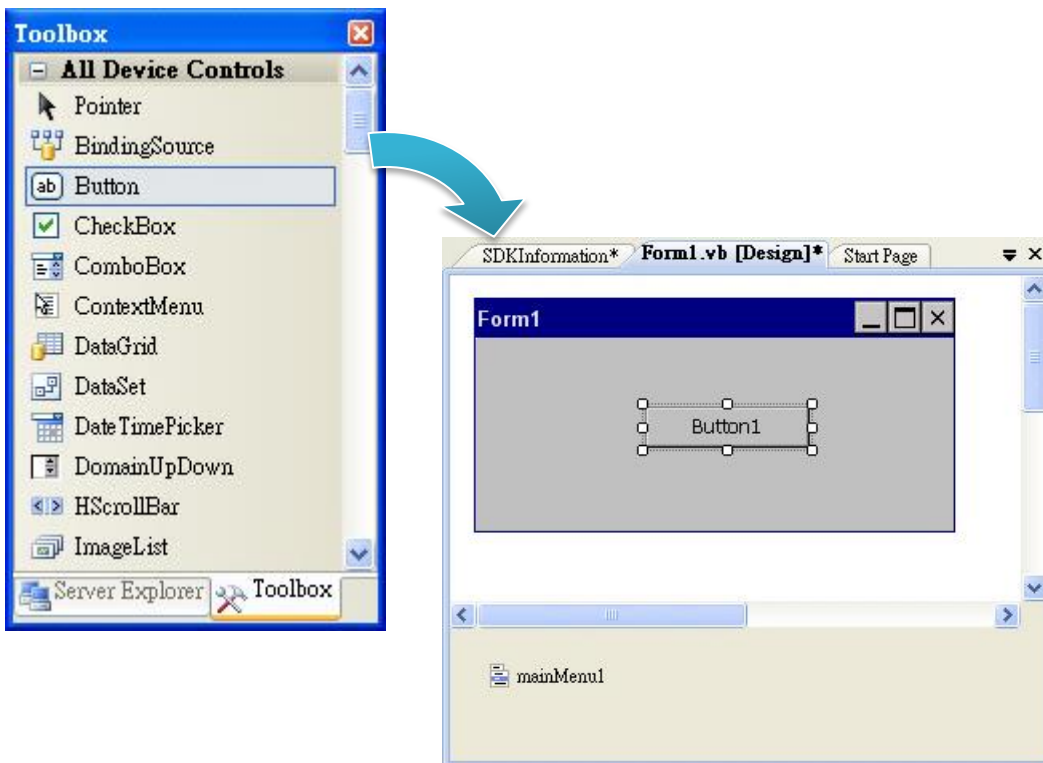 Toolbox
All Device Controls
Pointer
BindingSource
ab Button
CheckBox
ComboBox
ContextMenu
DataGrid
DataSet
DateTimePicker
DomainUpDown
HScrollBar
ImageList
Server Explorer Toolbox
SDKInformation* Form1.vb [Design]* Start Page
Form1
Button1
mainMenu1